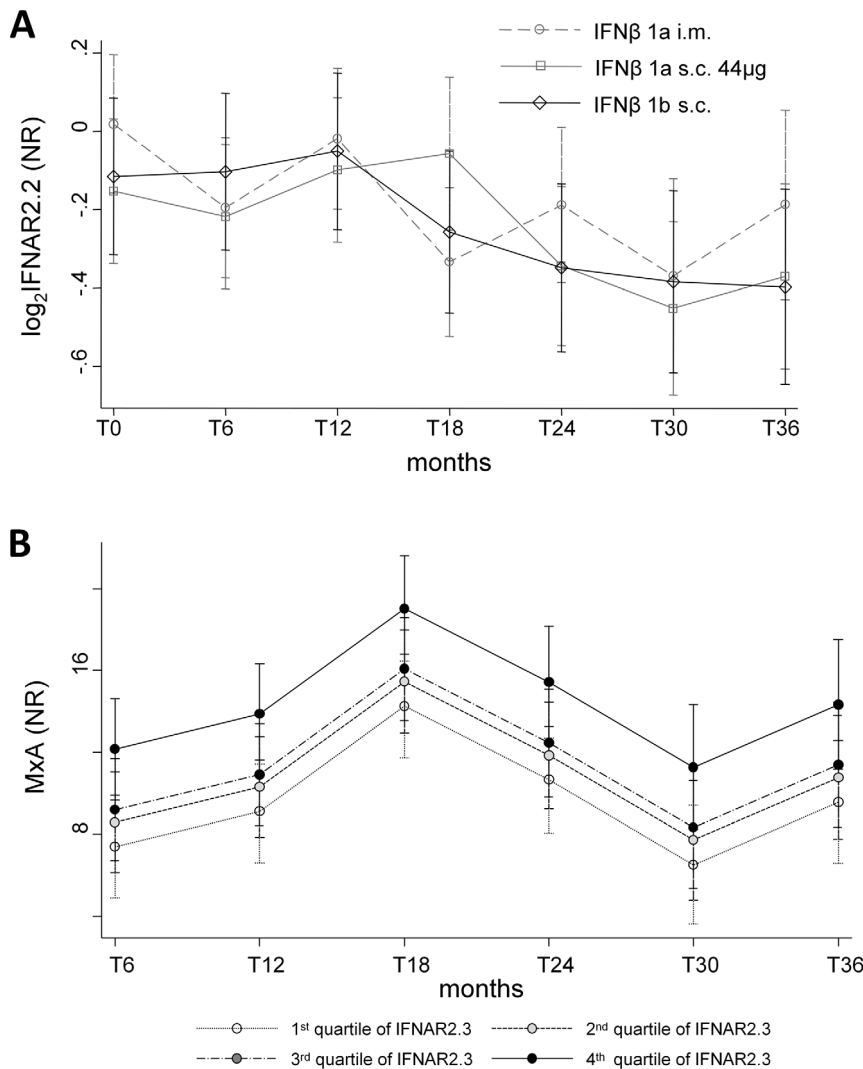 A
IFNβ 1a i.m.
IFNβ 1a s.c. 44µg
IFNβ 1b s.c.
log2IFNAR2.2 (NR)
.2
0
-.2
-.4
-.6
T0 T6 T12 T18 T24 T30 T36
months
B
MxA (NR)
16
8
T6 T12 T18 T24 T30 T36
months
1st quartile of IFNAR2.3 2nd quartile of IFNAR2.3
3rd quartile of IFNAR2.3 4th quartile of IFNAR2.3